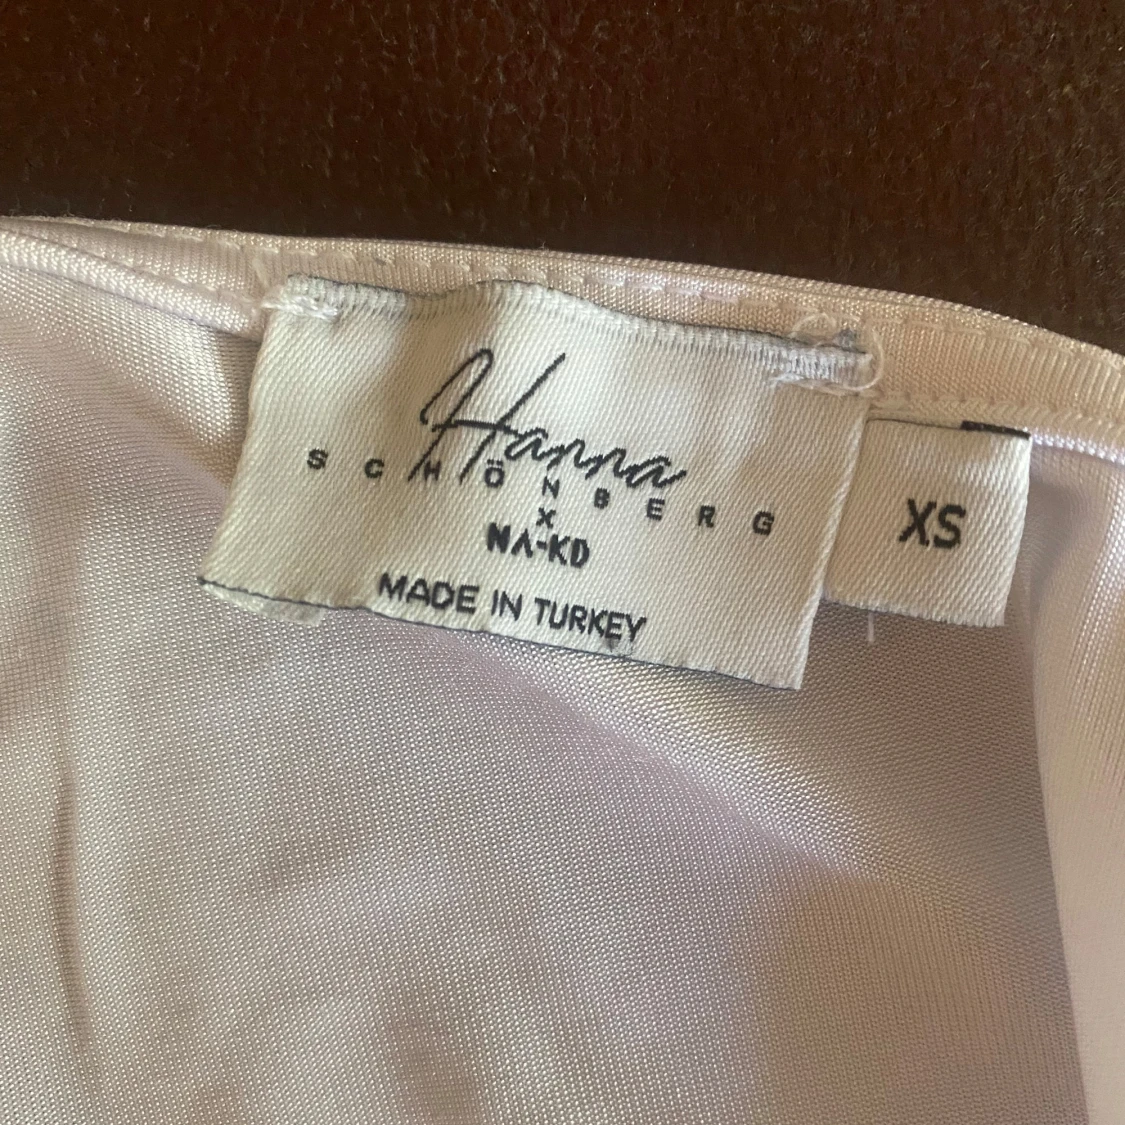 Hanna
SCHÖNBERG
X
NA-KD
MADE IN TURKEY
XS